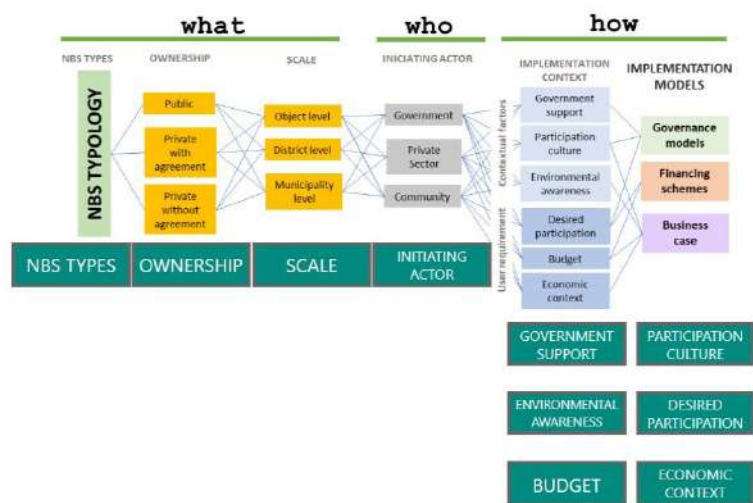 what
who
how
NBS TYPES
OWNERSHIP
SCALE
INITIATING ACTOR
IMPLEMENTATION
CONTEXT
IMPLEMENTATION
MODELS
NBS TYPOLOGY
Public
Private
with
agreement
Private
without
agreement
Object level
District level
Municipality
level
Government
Private
Sector
Community
Contextual factors
User requirement
Government
support
Participation
culture
Environmental
awareness
Desired
participation
Budget
Economic
context
Governance
models
Financing
schemes
Business
case
NBS TYPES
OWNERSHIP
SCALE
INITIATING
ACTOR
GOVERNMENT
SUPPORT
PARTICIPATION
CULTURE
ENVIRONMENTAL
AWARENESS
DESIRED
PARTICIPATION
BUDGET
ECONOMIC
CONTEXT